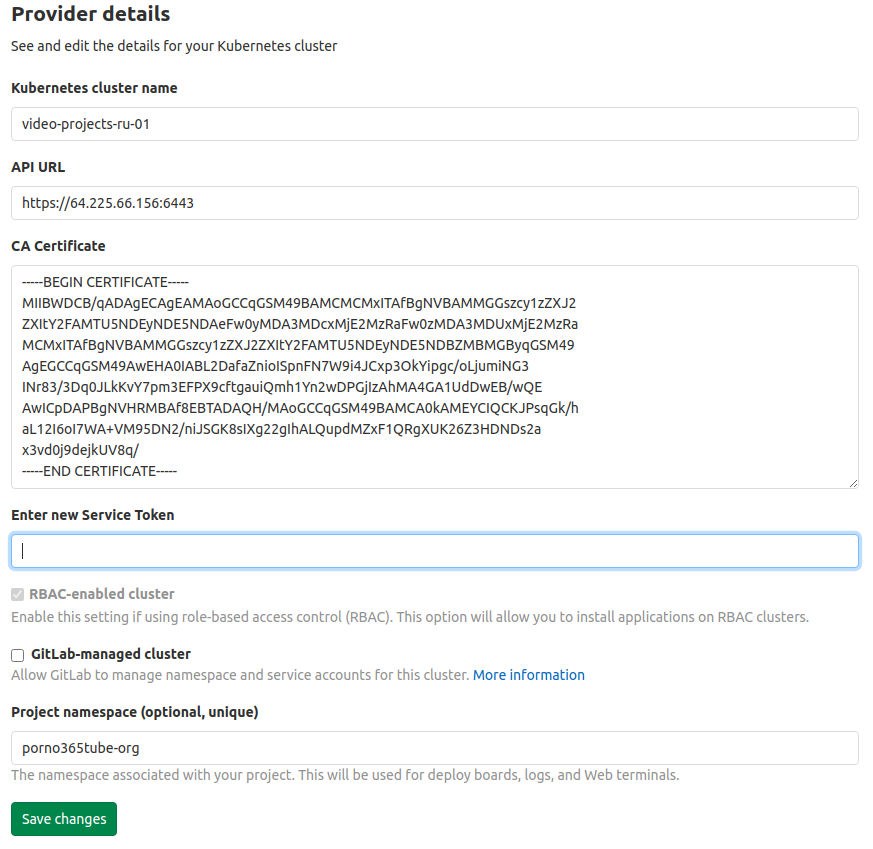 Provider details
See and edit the details for your Kubernetes cluster
Kubernetes cluster name
video-projects-ru-01
API URL
https://64.225.66.156:6443
CA Certificate
-----BEGIN CERTIFICATE-----
MIIBWDCB/qADAgECAgEAMAoGCCqGSM49BAMCMCMxITAfBgNVBAMMGGszcy1zZXJ2
ZXItY2FAMTU5NDEyNDE5NDAeFw0yMDA3MDcxMjE2MzRaFw0zMDA3MDUxMjE2MzRa
MCMxITAfBgNVBAMMGGszcy1zZXJ2ZXItY2FAMTU5NDEyNDE5NDBZMBMGByqGSM49
AgEGCCqGSM49AwEHA0IABL2DafaZnioISpnFN7W9i4JCxp3OkYipgc/oLjumiNG3
INr83/3Dq0JLkKvY7pm3EFPX9cftgauiQmh1Yn2wDPGjIzAhMA4GA1UdDwEB/wQE
AwICpDAPBgNVHRMBAf8EBTADAQH/MAoGCCqGSM49BAMCA0kAMEYCIQCKJPsqGk/h
aL12I6oI7WA+VM95DN2/niJSGK8sIXg22gIhALQupdMZxF1QRgXUK26Z3HDNDs2a
x3vd0j9dejkUV8q/
-----END CERTIFICATE-----
Enter new Service Token
RBAC-enabled cluster
Enable this setting if using role-based access control (RBAC). This option will allow you to install applications on RBAC clusters.
GitLab-managed cluster
Allow GitLab to manage namespace and service accounts for this cluster. More information
Project namespace (optional, unique)
porno365tube-org
The namespace associated with your project. This will be used for deploy boards, logs, and Web terminals.
Save changes